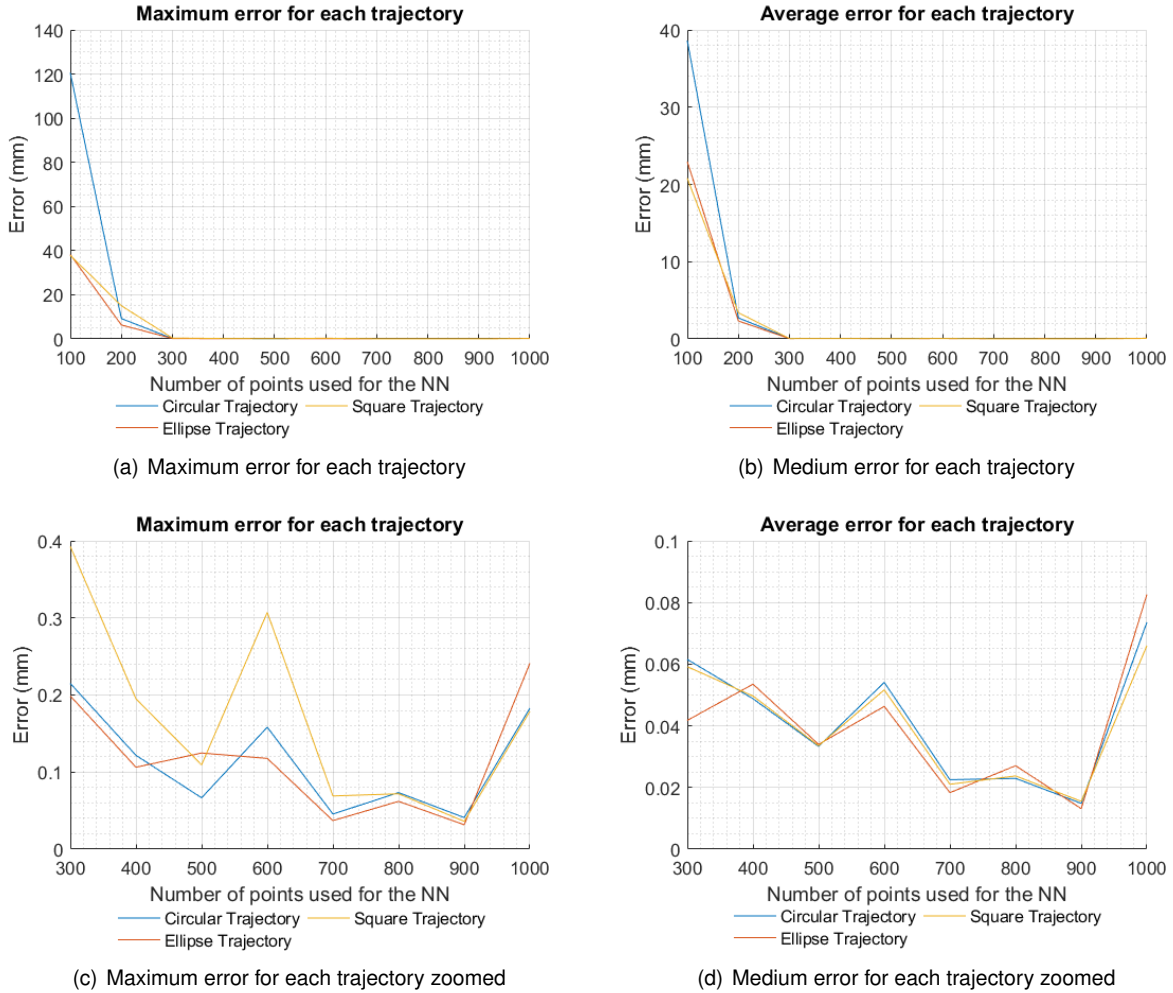 Maximum error for each trajectory
140
120
100
80
60
40
20
0
Error (mm)
100 200 300 400 500 600 700 800 900 1000
Number of points used for the NN
Circular Trajectory Square Trajectory
Ellipse Trajectory
(a) Maximum error for each trajectory
Average error for each trajectory
40
30
20
10
0
Error (mm)
100 200 300 400 500 600 700 800 900 1000
Number of points used for the NN
Circular Trajectory Square Trajectory
Ellipse Trajectory
(b) Medium error for each trajectory
Maximum error for each trajectory
0.4
0.3
0.2
0.1
0
Error (mm)
300 400 500 600 700 800 900 1000
Number of points used for the NN
Circular Trajectory Square Trajectory
Ellipse Trajectory
(c) Maximum error for each trajectory zoomed
Average error for each trajectory
0.1
0.08
0.06
0.04
0.02
0
Error (mm)
300 400 500 600 700 800 900 1000
Number of points used for the NN
Circular Trajectory Square Trajectory
Ellipse Trajectory
(d) Medium error for each trajectory zoomed